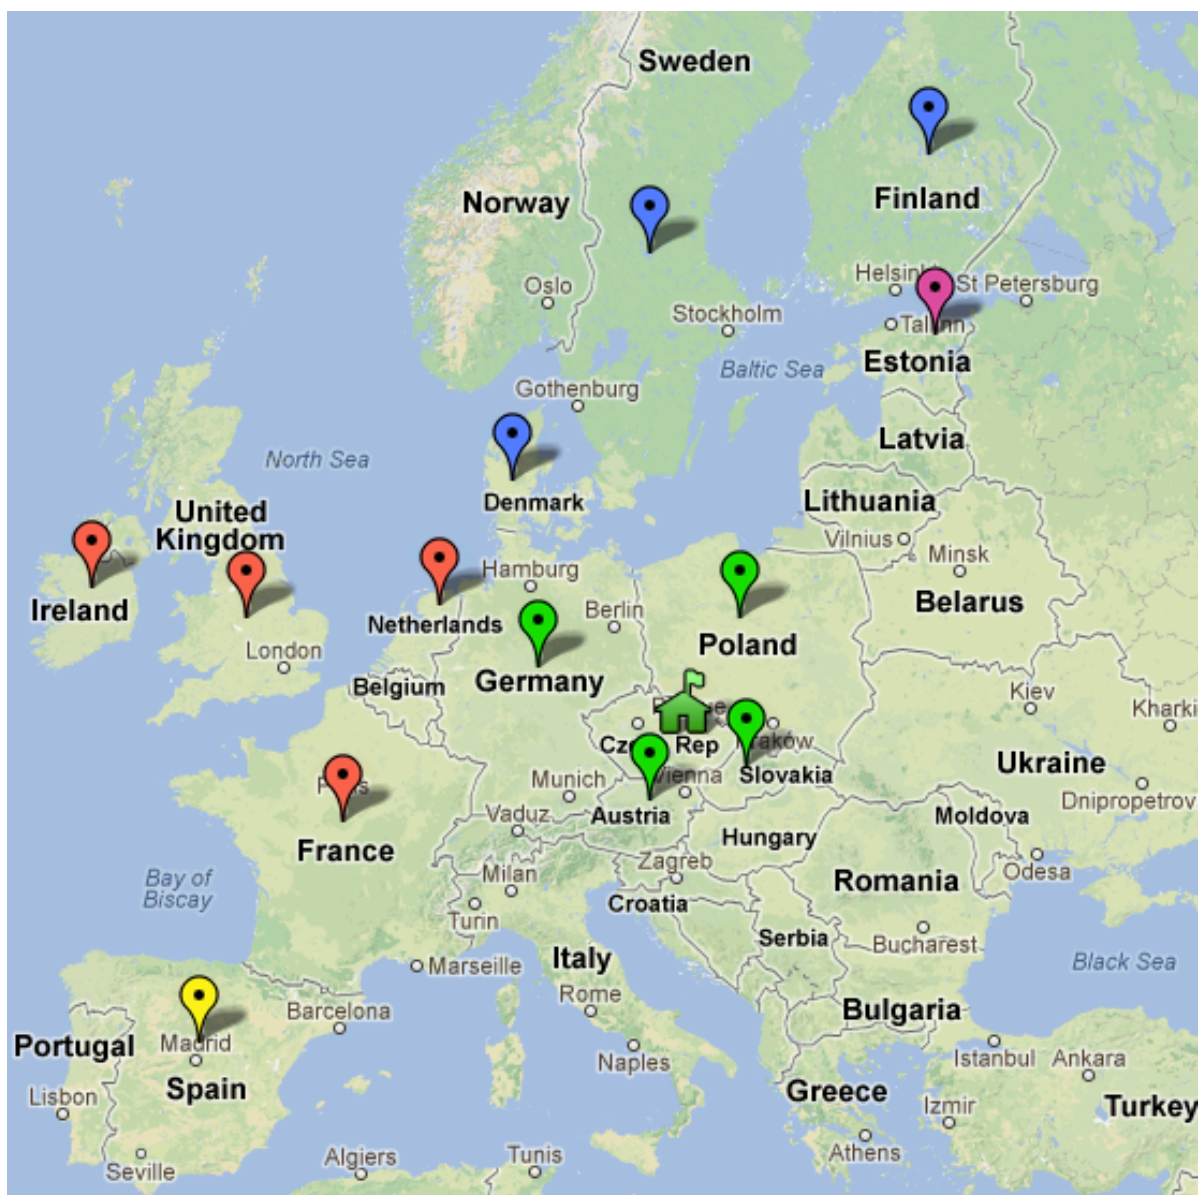 Sweden
Norway
Finland
Oslo
Helsinki
St Petersburg
Stockholm
Tallinn
Estonia
Baltic Sea
Gothenburg
Latvia
North Sea
Denmark
Lithuania
United
Kingdom
Vilnius
Minsk
Hamburg
Ireland
Netherlands
Berlin
Belarus
London
Poland
Belgium
Germany
Kiev
Kharki
Rep
Kraków
Ukraine
Munich
Vienna
Slovakia
Dnipropetrov
Vaduz
Austria
Hungary
Moldova
France
Zagreb
Milan
Odesa
Bay of
Biscay
Romania
Croatia
Turin
Serbia
Bucharest
Italy
Marseille
Black Sea
Rome
Barcelona
Bulgaria
Portugal
Madrid
Naples
Istanbul
Ankara
Spain
Greece
Lisbon
Izmir
Turkey
Athens
Seville
Algiers
Tunis